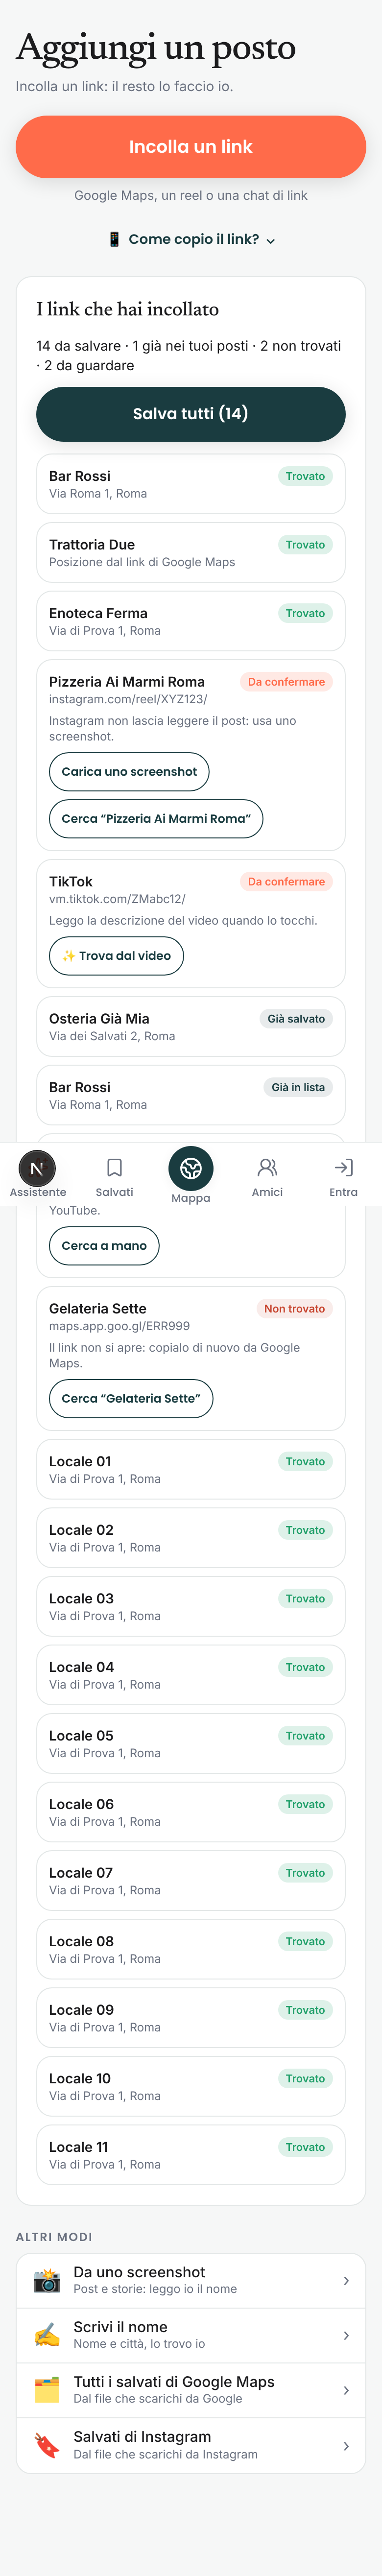 Aggiungi un posto
Incolla un link: il resto lo faccio io.
Incolla un link
Google Maps, un reel o una chat di link
Come copio il link?
I link che hai incollato
14 da salvare · 1 già nei tuoi posti · 2 non trovati
· 2 da guardare
Salva tutti (14)
Bar Rossi
Trovato
Via Roma 1, Roma
Trattoria Due
Trovato
Posizione dal link di Google Maps
Enoteca Ferma
Trovato
Via di Prova 1, Roma
Pizzeria Ai Marmi Roma
Da confermare
instagram.com/reel/XYZ123/
Instagram non lascia leggere il post: usa uno
screenshot.
Carica uno screenshot
Cerca “Pizzeria Ai Marmi Roma”
TikTok
Da confermare
vm.tiktok.com/ZMabc12/
Leggo la descrizione del video quando lo tocchi.
✨ Trova dal video
Osteria Già Mia
Già salvato
Via dei Salvati 2, Roma
Bar Rossi
Già in lista
Via Roma 1, Roma
N
Assistente
Salvati
Mappa
Amici
Entra
YouTube.
Cerca a mano
Gelateria Sette
Non trovato
maps.app.goo.gl/ERR999
Il link non si apre: copialo di nuovo da Google
Maps.
Cerca “Gelateria Sette”
Locale 01
Trovato
Via di Prova 1, Roma
Locale 02
Trovato
Via di Prova 1, Roma
Locale 03
Trovato
Via di Prova 1, Roma
Locale 04
Trovato
Via di Prova 1, Roma
Locale 05
Trovato
Via di Prova 1, Roma
Locale 06
Trovato
Via di Prova 1, Roma
Locale 07
Trovato
Via di Prova 1, Roma
Locale 08
Trovato
Via di Prova 1, Roma
Locale 09
Trovato
Via di Prova 1, Roma
Locale 10
Trovato
Via di Prova 1, Roma
Locale 11
Trovato
Via di Prova 1, Roma
ALTRI MODI
Da uno screenshot
Post e storie: leggo io il nome
Scrivi il nome
Nome e città, lo trovo io
Tutti i salvati di Google Maps
Dal file che scarichi da Google
Salvati di Instagram
Dal file che scarichi da Instagram